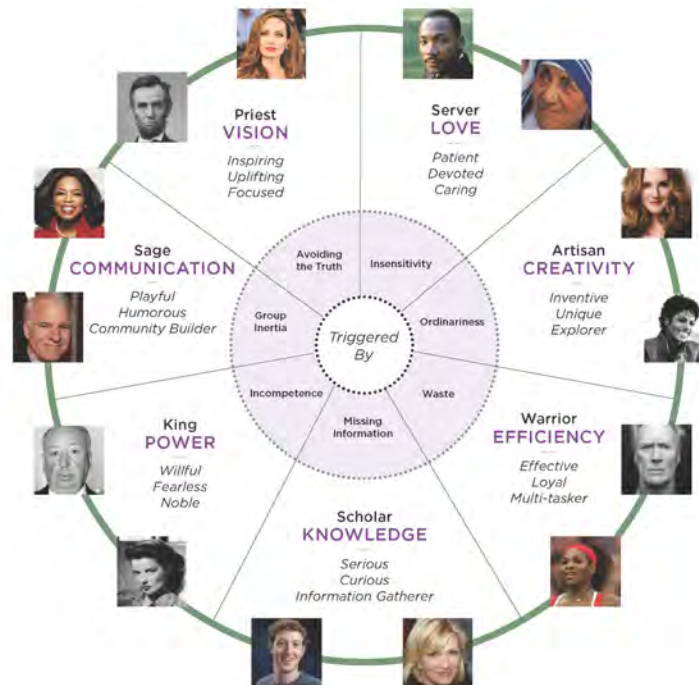 Priest
VISION
Inspiring
Uplifting
Focused
Server
LOVE
Patient
Devoted
Caring
Artisan
CREATIVITY
Inventive
Unique
Explorer
Warrior
EFFICIENCY
Effective
Loyal
Multi-tasker
Scholar
KNOWLEDGE
Serious
Curious
Information Gatherer
King
POWER
Willful
Fearless
Noble
Sage
COMMUNICATION
Playful
Humorous
Community Builder
Triggered
By
Avoiding
the Truth
Insensitivity
Ordinariness
Waste
Missing
Information
Incompetence
Group
Inertia